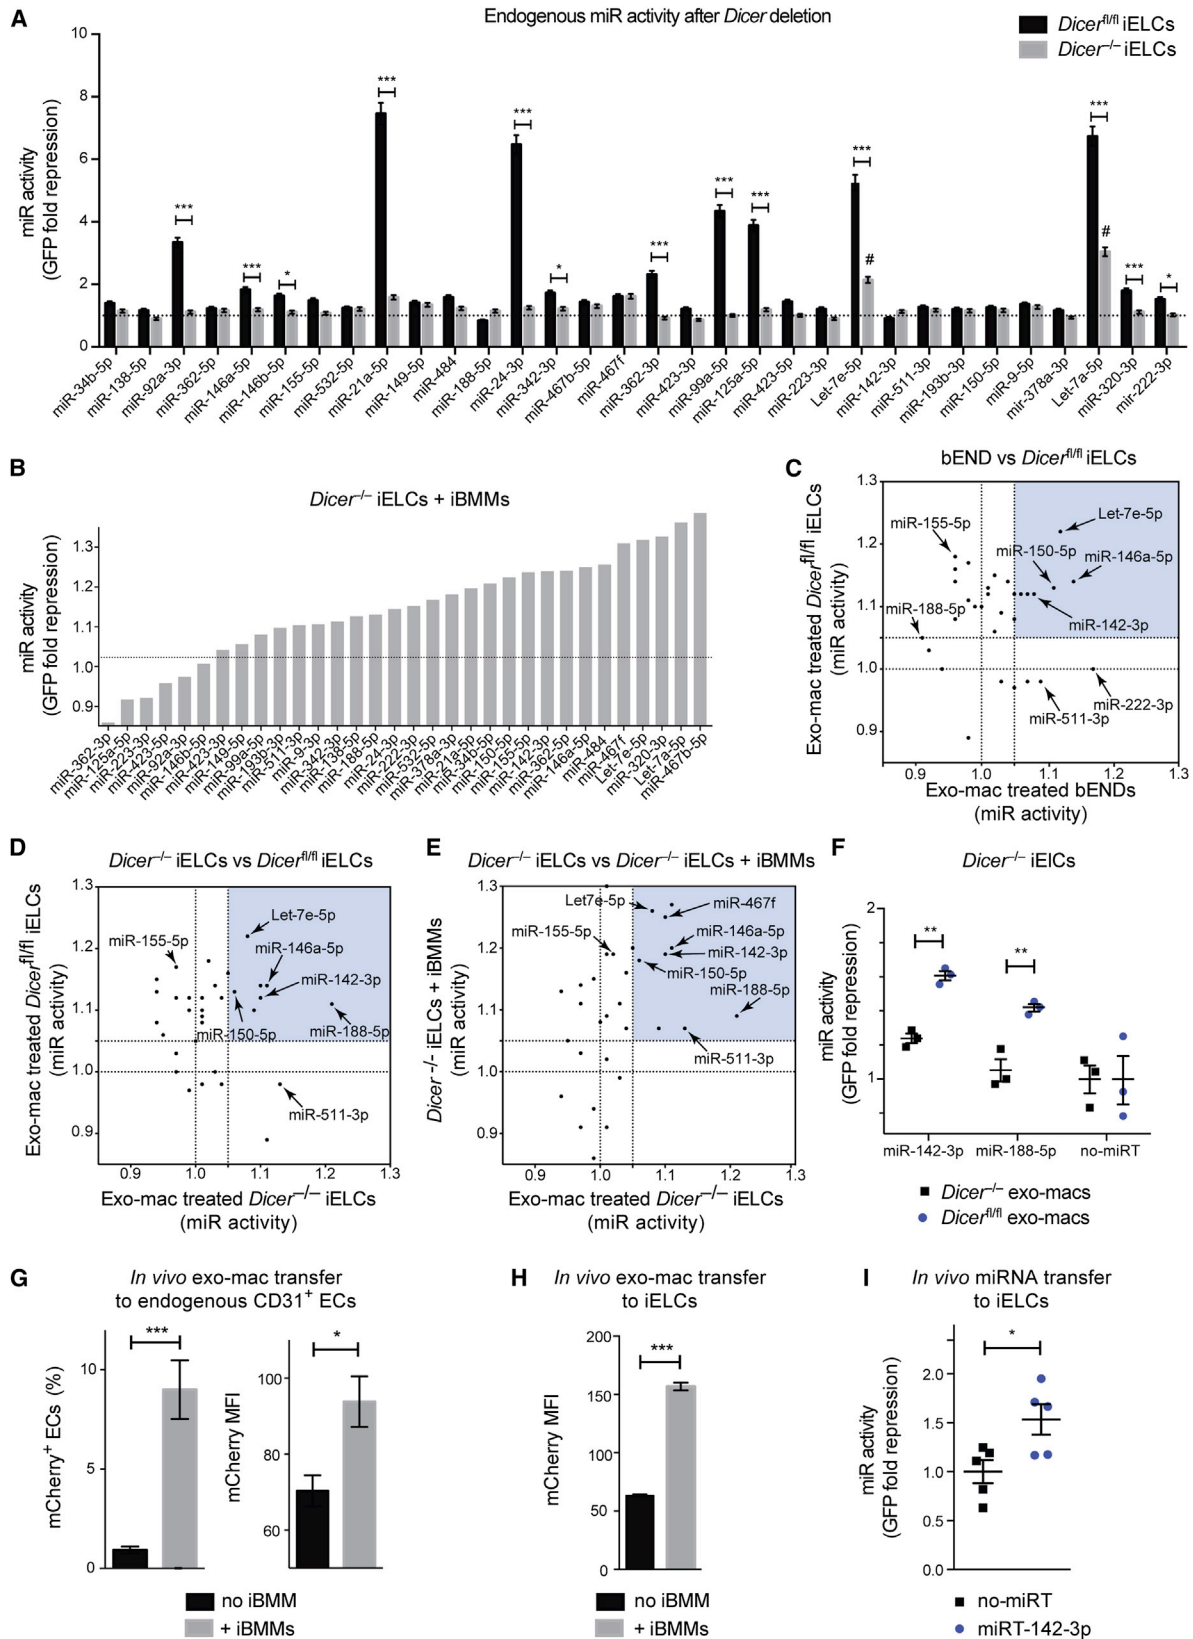 A
Endogenous miR activity after Dicer deletion
Dicerfl/fl iELCs
Dicer–/– iELCs
miR activity
(GFP fold repression)
10
8
6
4
2
0
***
***
*
***
***
*
***
***
***
***
#
***
#
***
*
miR-34b-5p
miR-138-5p
miR-92a-3p
miR-362-5p
miR-146a-5p
miR-146b-5p
miR-155-5p
miR-532-5p
miR-21a-5p
miR-149-5p
miR-484
miR-188-5p
miR-24-3p
miR-342-3p
miR-467b-5p
miR-467f
miR-362-3p
miR-423-3p
miR-99a-5p
miR-125a-5p
miR-423-5p
miR-223-3p
Let-7e-5p
miR-142-3p
miR-511-3p
miR-193b-3p
miR-150-5p
miR-9-5p
mir-378a-3p
Let-7a-5p
miR-320-3p
mir-222-3p
B
Dicer–/– iELCs + iBMMs
miR activity
(GFP fold repression)
1.3
1.2
1.1
1.0
0.9
miR-362-3p
miR-125a-5p
miR-223-3p
miR-423-5p
miR-92a-3p
miR-146b-5p
miR-423-3p
miR-149-5p
miR-99a-5p
miR-193b-3p
miR-511-3p
miR-9-3p
miR-342-3p
miR-138-5p
miR-188-5p
miR-24-3p
miR-222-3p
miR-532-5p
miR-378a-3p
miR-21a-5p
miR-34b-5p
miR-150-5p
miR-155-5p
miR-142-3p
miR-362-5p
miR-146a-5p
miR-484
miR-467f
Let-7e-5p
miR-320-3p
Let-7a-5p
miR-467b-5p
C
bEND vs Dicerfl/fl iELCs
Exo-mac treated Dicerfl/fl iELCs
(miR activity)
1.3
1.2
1.1
1.0
0.9
miR-155-5p
Let-7e-5p
miR-150-5p
miR-146a-5p
miR-188-5p
miR-142-3p
miR-222-3p
miR-511-3p
0.9
1.0
1.1
1.2
1.3
Exo-mac treated bENDs
(miR activity)
D
Dicer–/– iELCs vs Dicerfl/fl iELCs
Exo-mac treated Dicerfl/fl iELCs
(miR activity)
1.3
1.2
1.1
1.0
0.9
Let-7e-5p
miR-155-5p
miR-146a-5p
miR-142-3p
miR-150-5p
miR-188-5p
miR-511-3p
0.9
1.0
1.1
1.2
1.3
Exo-mac treated Dicer–/– iELCs
(miR activity)
E
Dicer–/– iELCs vs Dicer–/– iELCs + iBMMs
Dicer–/– iELCs + iBMMs
(miR activity)
1.3
1.2
1.1
1.0
0.9
Let7e-5p
miR-467f
miR-155-5p
miR-146a-5p
miR-142-3p
miR-150-5p
miR-188-5p
miR-511-3p
0.9
1.0
1.1
1.2
1.3
Exo-mac treated Dicer–/– iELCs
(miR activity)
F
Dicer–/– iElCs
miR activity
(GFP fold repression)
2
1
**
**
miR-142-3p
miR-188-5p
no-miRT
Dicer–/– exo-macs
Dicerfl/fl exo-macs
G
In vivo exo-mac transfer
to endogenous CD31+ ECs
mCherry+ ECs (%)
10
5
0
***
mCherry MFI
100
80
60
*
no iBMM
+ iBMMs
H
In vivo exo-mac transfer
to iELCs
mCherry MFI
200
150
100
50
0
***
no iBMM
+ iBMMs
I
In vivo miRNA transfer
to iELCs
miR activity
(GFP fold repression)
2.0
1.5
1.0
0.5
0.0
*
no-miRT
miRT-142-3p